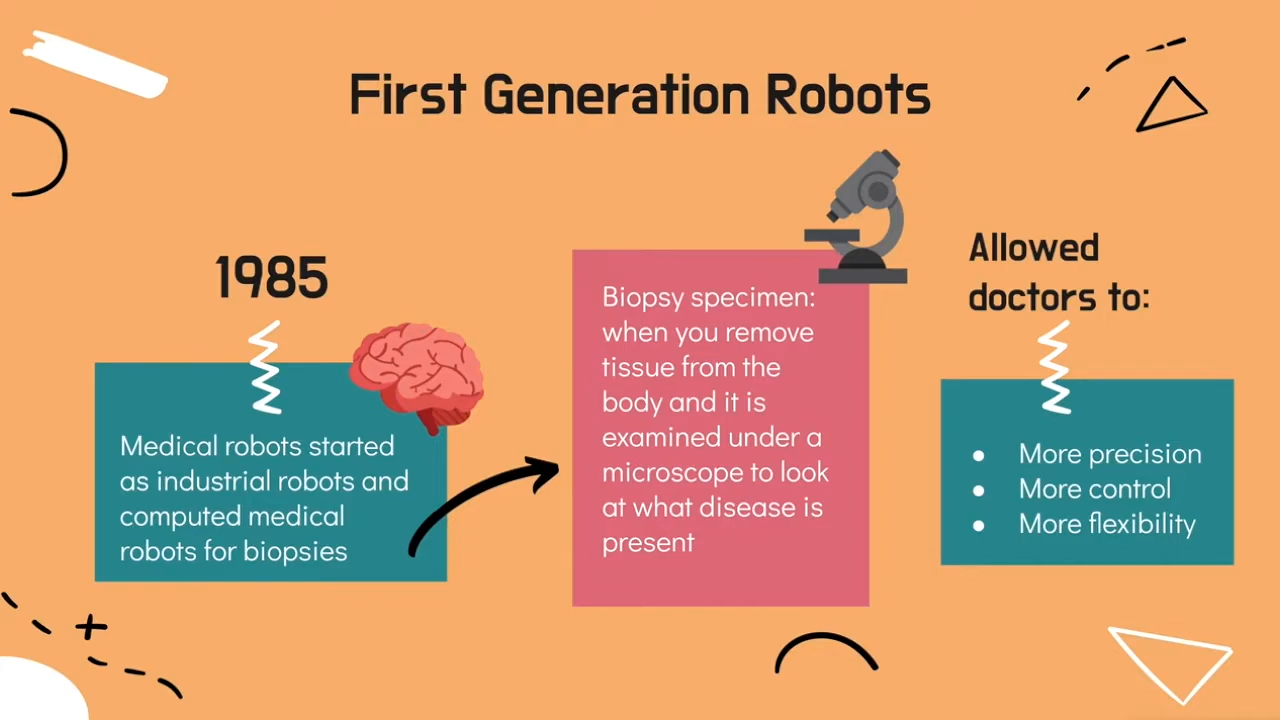 First Generation Robots
1985
Medical robots started
as industrial robots and
computed medical
robots for biopsies
Biopsy specimen:
when you remove
tissue from the
body and it is
examined under a
microscope to look
at what disease is
present
Allowed
doctors to:
● More precision
● More control
● More flexibility